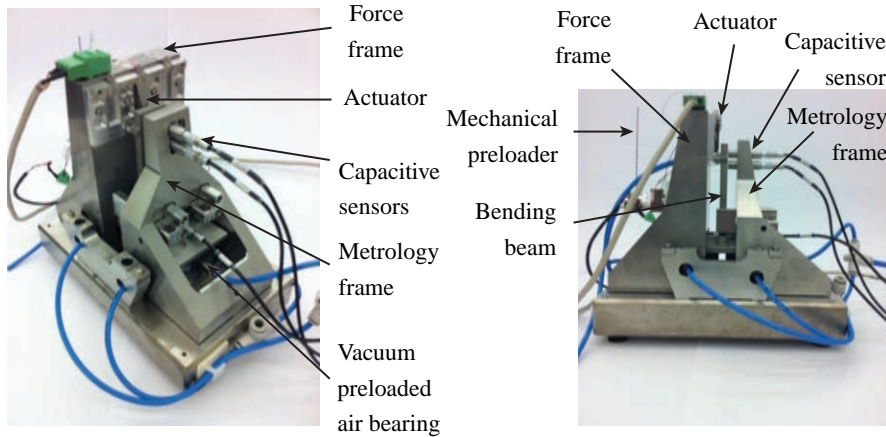 Force
frame
Actuator
Capacitive
sensors
Metrology
frame
Vacuum
preloaded
air bearing
Force
frame
Actuator
Capacitive
sensor
Mechanical
preloader
Metrology
frame
Bending
beam